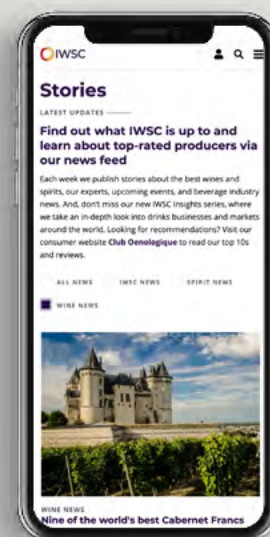 IWSC
Stories
LATEST UPDATES
Find out what IWSC is up to and
learn about top-rated producers via
our news feed
Each week we publish stories about the best wines and
spirits, our experts, upcoming events, and beverage industry
news. And, don't miss our new IWSC Insights series, where
we take an in-depth look into drinks businesses and markets
around the world. Looking for recommendations? Visit our
consumer website Club Oenologique to read our top 10s
and reviews.
ALL NEWS IWSC NEWS SPIRIT NEWS
WINE NEWS
WINE NEWS
Nine of the world's best Cabernet Francs